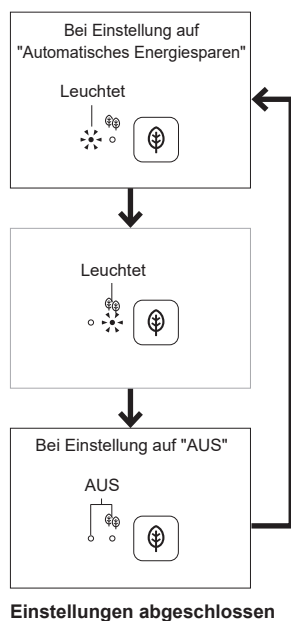 Bei Einstellung auf
"Automatisches Energiesparen"
Leuchtet
Leuchtet
Bei Einstellung auf "AUS"
AUS
Einstellungen abgeschlossen